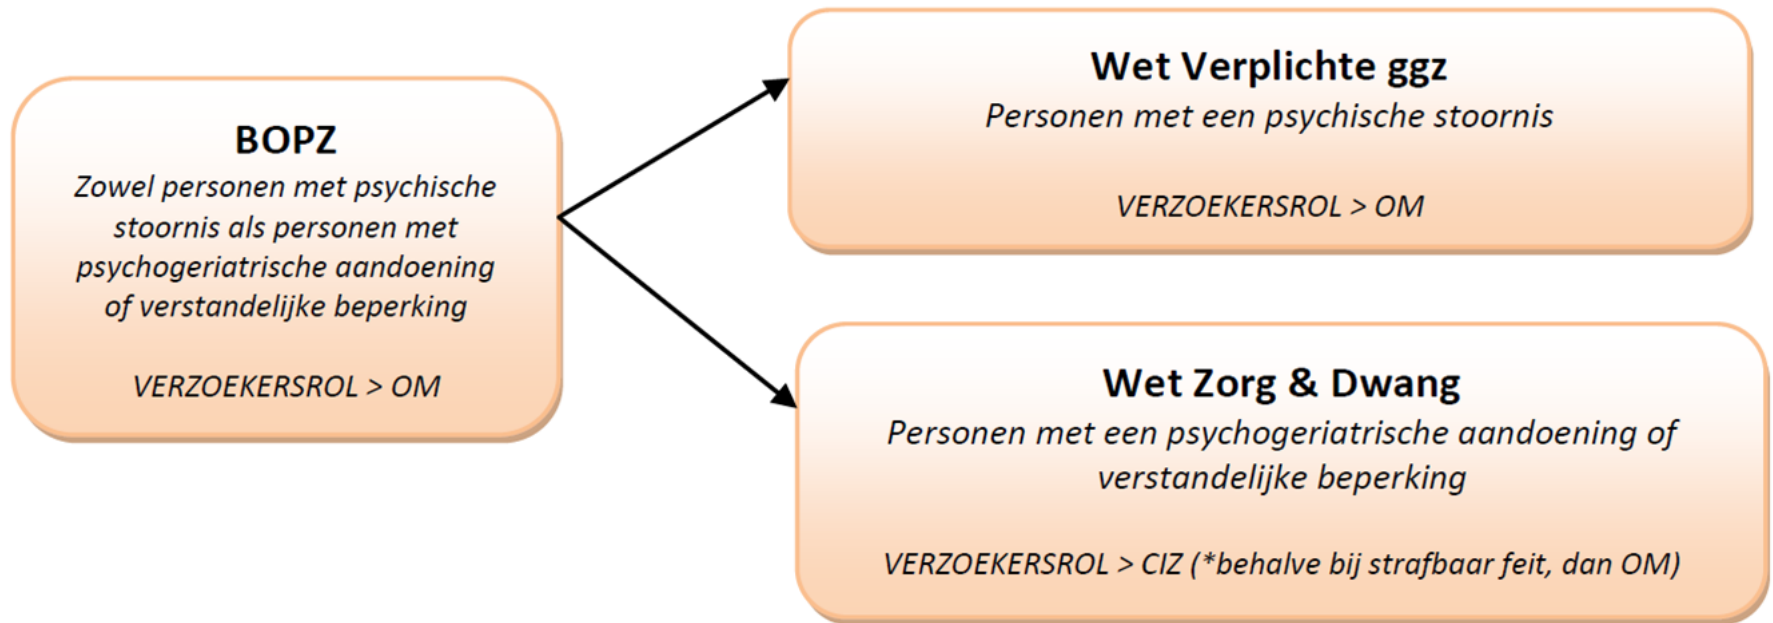 BOPZ
Zowel personen met psychische
stoornis als personen met
psychogeriatrische aandoening
of verstandelijke beperking
VERZOEKERSROL > OM
Wet Verplichte ggz
Personen met een psychische stoornis
VERZOEKERSROL > OM
Wet Zorg & Dwang
Personen met een psychogeriatrische aandoening of
verstandelijke beperking
VERZOEKERSROL > CIZ (*behalve bij strafbaar feit, dan OM)